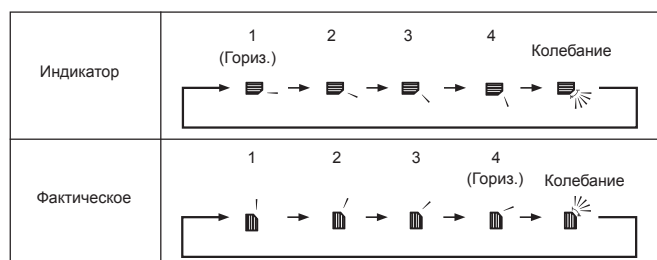 1 2 3 4 Колебание
(Гориз.)
Индикатор
1 2 3 4 Колебание
(Гориз.)
Фактическое